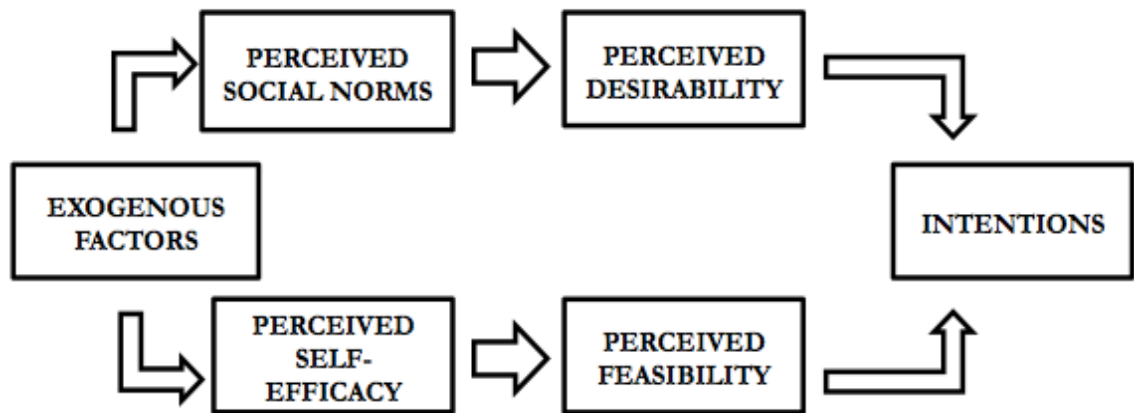 PERCEIVED
SOCIAL NORMS
PERCEIVED
DESIRABILITY
EXOGENOUS
FACTORS
INTENTIONS
PERCEIVED
SELF-
EFFICACY
PERCEIVED
FEASIBILITY